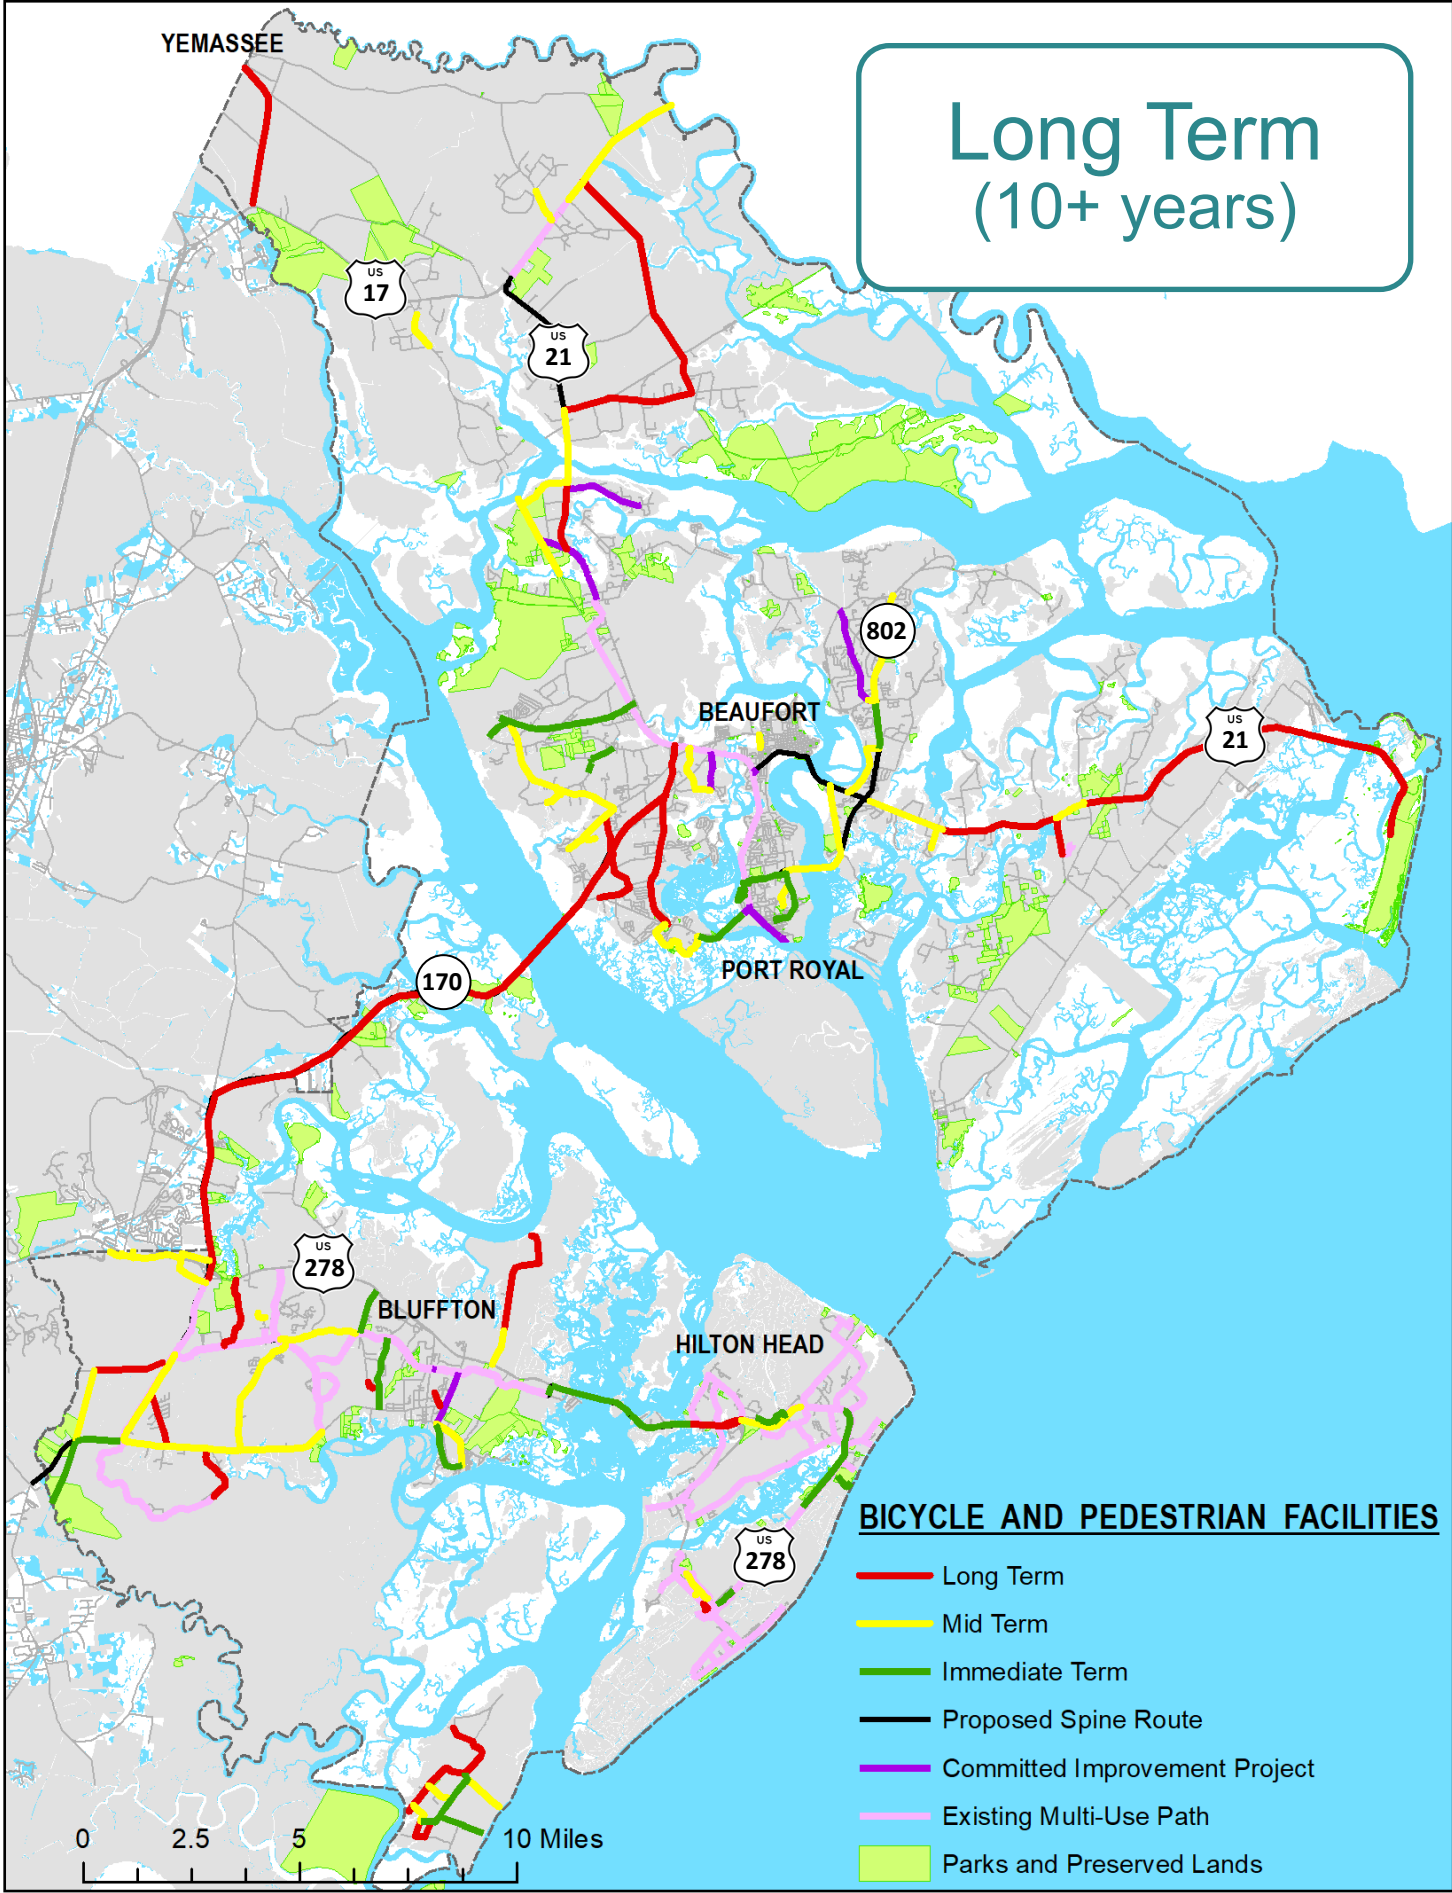 YEMASSEE
Long Term
(10+ years)
US
17
US
21
802
BEAUFORT
US
21
170
PORT ROYAL
US
278
BLUFFTON
HILTON HEAD
US
278
BICYCLE AND PEDESTRIAN FACILITIES
Long Term
Mid Term
Immediate Term
Proposed Spine Route
Committed Improvement Project
Existing Multi-Use Path
Parks and Preserved Lands
0 2.5 5 10 Miles